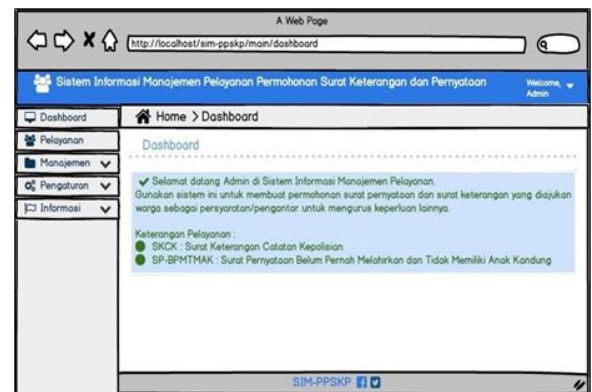 A Web Page
http://localhost/sim-ppskp/main/dashboard
Sistem Informasi Manajemen Pelayanan Permohonan Surat Keterangan dan Pernyataan
Welcome,
Admin
Dashboard
Home > Dashboard
Pelayanan
Manajemen
Pengaturan
Informasi
Dashboard
Selamat datang Admin di Sistem Informasi Manajemen Pelayanan.
Gunakan sistem ini untuk membuat permohonan surat pernyataan dan surat keterangan yang diajukan
warga sebagai persyaratan/pengantar untuk mengurus keperluan lainnya.
Keterangan Pelayanan :
SKCK : Surat Keterangan Catatan Kepolisian
SP-BPMTMAK : Surat Pernyataan Belum Pernah Melahirkan dan Tidak Memiliki Anak Kandung
SIM-PPSKP